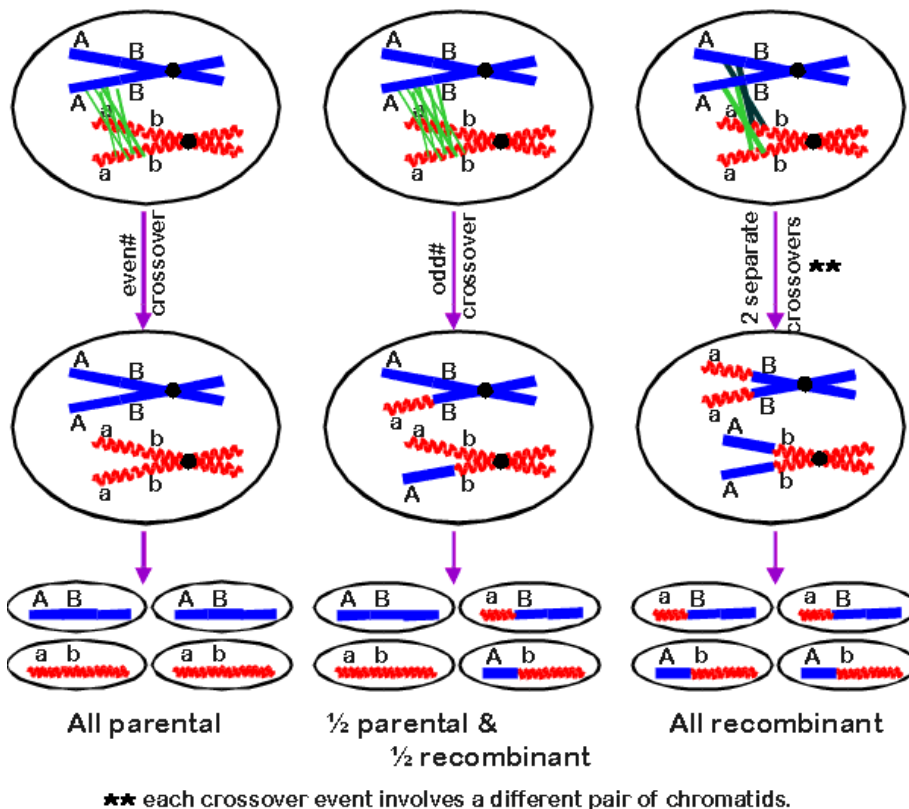 A B
A B
a b
a b
A B
A B
a b
a b
A B
A B
a b
a b
even#
crossover
odd#
crossover
2 separate
crossovers
**
A B
A B
a b
a b
A B
a B
a b
A b
a B
a B
A b
A b
A B
A B
A B
a B
a B
a B
a b
a b
a b
A b
A b
A b
All parental
½ parental &
½ recombinant
All recombinant
** each crossover event involves a different pair of chromatids.